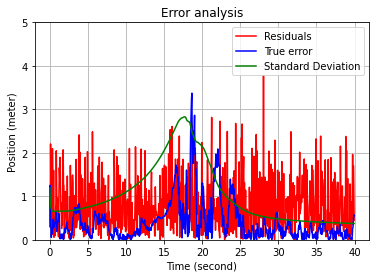 Error analysis
Residuals
True error
Standard Deviation
Position (meter)
5
4
3
2
1
0
0 5 10 15 20 25 30 35 40
Time (second)